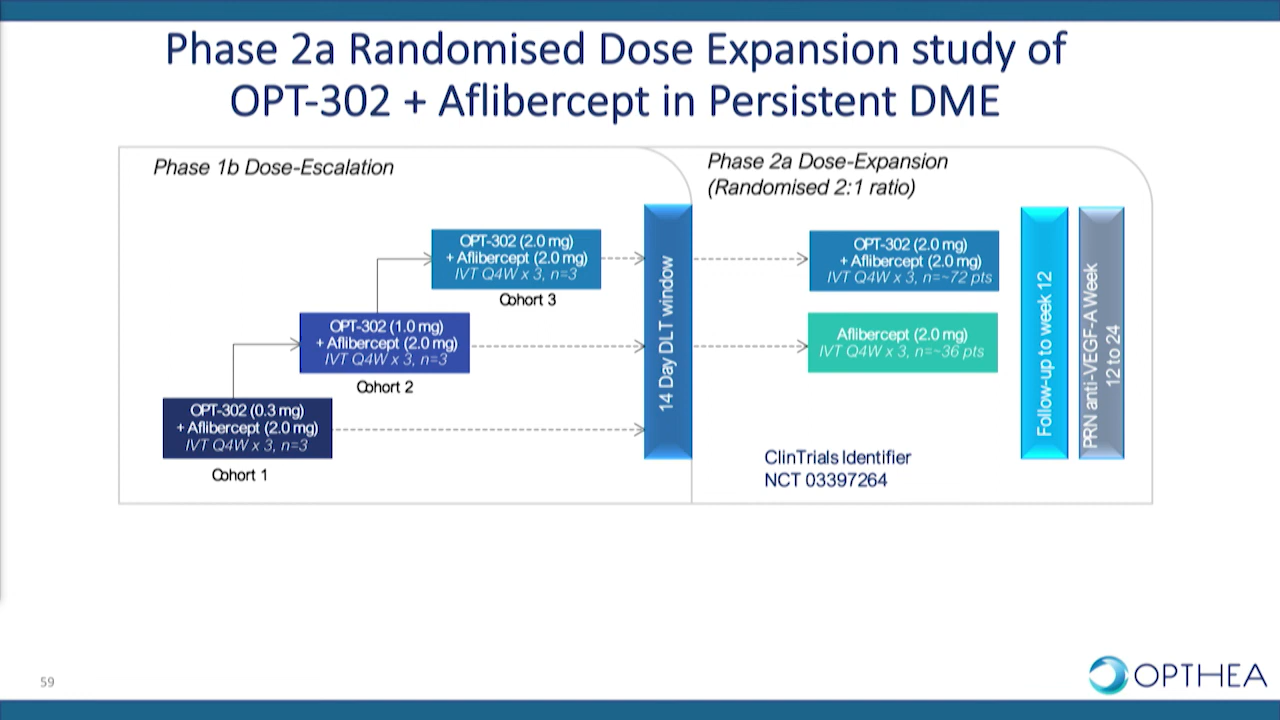 Phase 2a Randomised Dose Expansion study of
OPT-302 + Aflibercept in Persistent DME
Phase 1b Dose-Escalation
OPT-302 (2.0 mg)
+ Aflibercept (2.0 mg)
IVT Q4W x 3, n=3
Cohort 3
OPT-302 (1.0 mg)
+ Aflibercept (2.0 mg)
IVT Q4W x 3, n=3
Cohort 2
OPT-302 (0.3 mg)
+ Aflibercept (2.0 mg)
IVT Q4W x 3, n=3
Cohort 1
14 Day DLT window
Phase 2a Dose-Expansion
(Randomised 2:1 ratio)
OPT-302 (2.0 mg)
+ Aflibercept (2.0 mg)
IVT Q4W x 3, n=~72 pts
Aflibercept (2.0 mg)
IVT Q4W x 3, n=~36 pts
ClinTrials Identifier
NCT 03397264
Follow-up to week 12
PRN anti-VEGF-A Week
12 to 24
59
OPTHEA